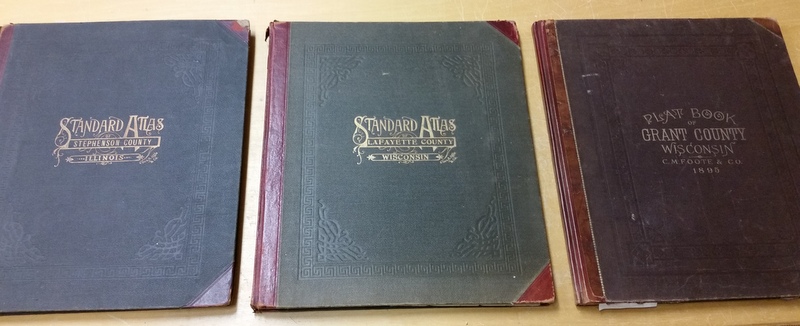 STANDARD ATLAS
STEPHENSON COUNTY
ILLINOIS
STANDARD ATLAS
LAFAYETTE COUNTY
WISCONSIN
PLAT BOOK
OF
GRANT COUNTY
WISCONSIN
C.M. FOOTE & CO.
1895